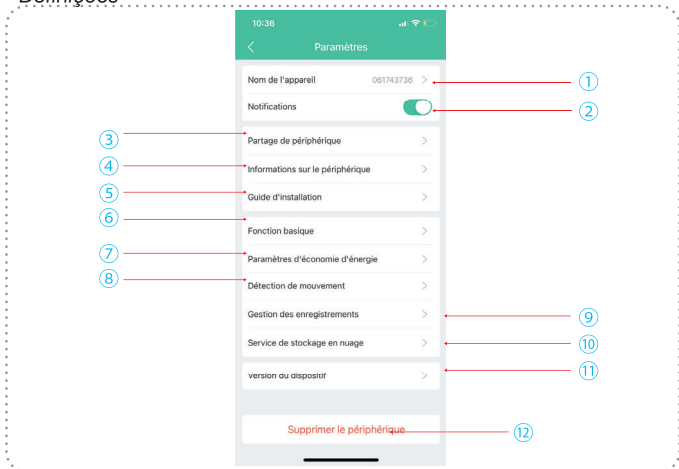 Definições
10:36
Paramètres
Nom de l'appareil 061743736 ①
Notifications ②
③ Partage de périphérique
④ Informations sur le périphérique
⑤ Guide d'installation
⑥ Fonction basique
⑦ Paramètres d'économie d'énergie
⑧ Détection de mouvement
Gestion des enregistrements ⑨
Service de stockage en nuage ⑩
version du dispositif ⑪
Supprimer le périphérique ⑫